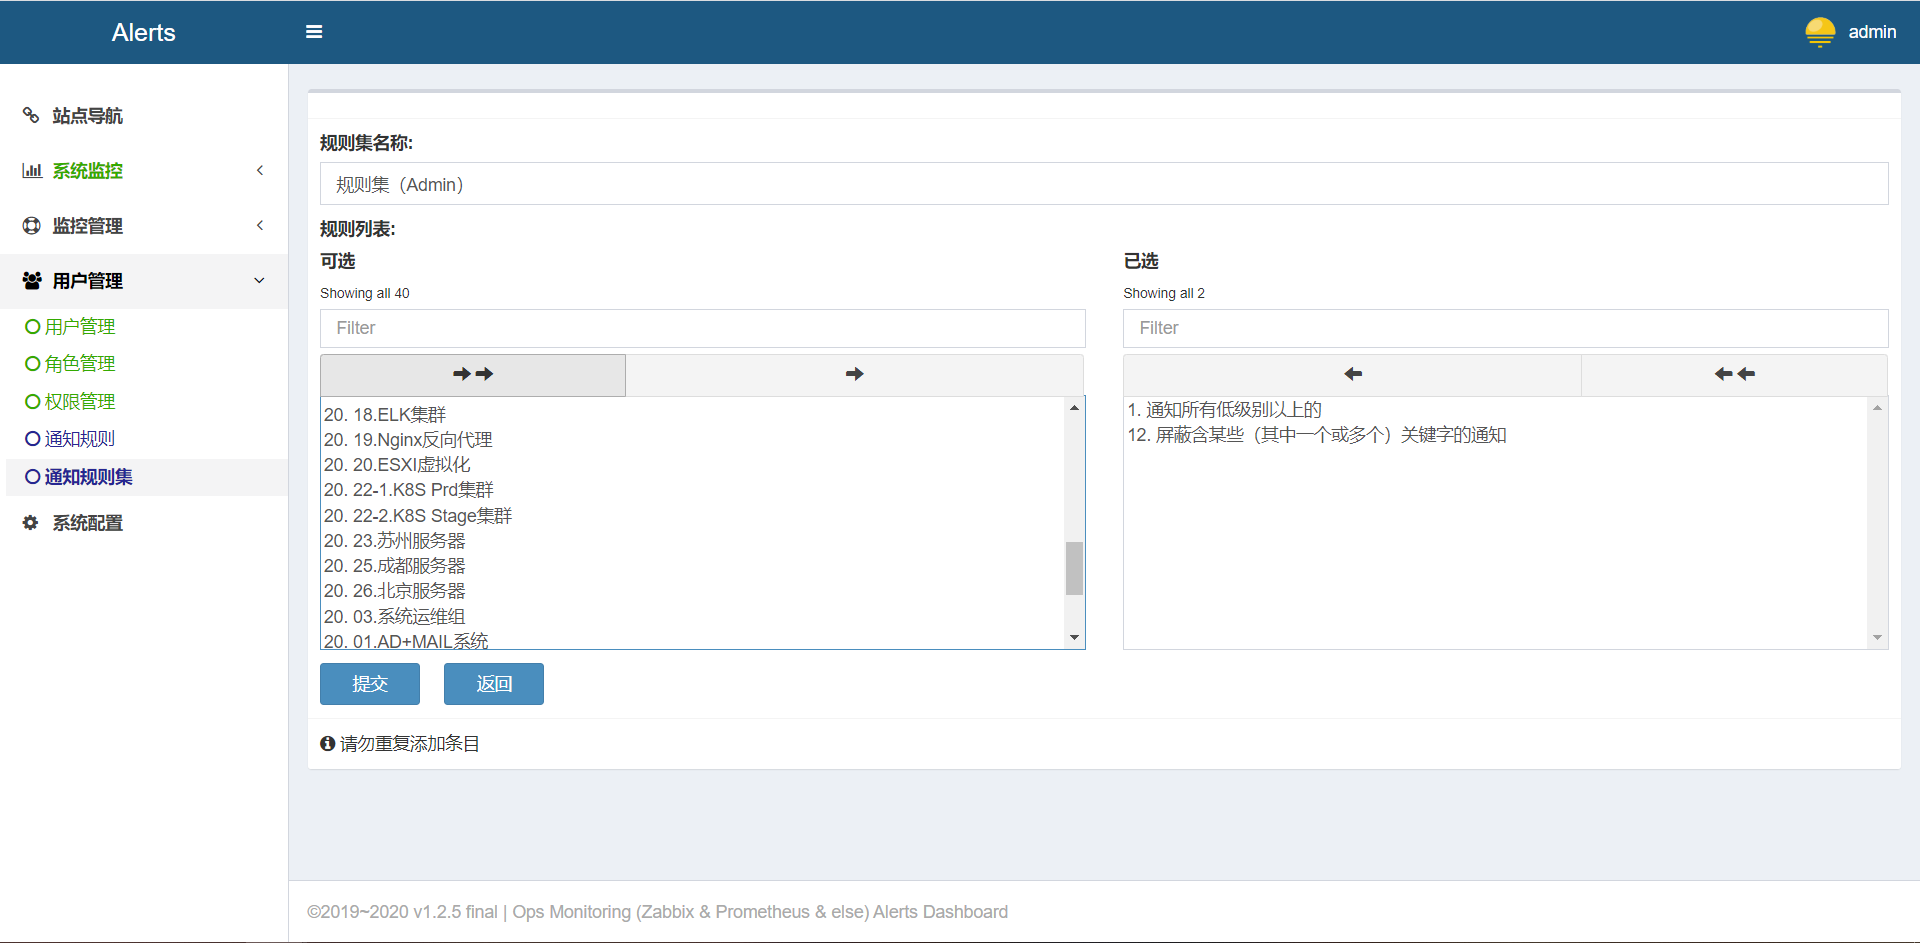 Alerts
admin
站点导航
系统监控
监控管理
用户管理
用户管理
角色管理
权限管理
通知规则
通知规则集
系统配置
规则集名称:
规则集（Admin）
规则列表:
可选
Showing all 40
Filter
20. 18.ELK集群
20. 19.Nginx反向代理
20. 20.ESXI虚拟化
20. 22-1.K8S Prd集群
20. 22-2.K8S Stage集群
20. 23.苏州服务器
20. 25.成都服务器
20. 26.北京服务器
20. 03.系统运维组
20. 01.AD+MAIL系统
已选
Showing all 2
Filter
1. 通知所有低级别以上的
12. 屏蔽含某些（其中一个或多个）关键字的通知
提交 返回
请勿重复添加条目
©2019~2020 v1.2.5 final | Ops Monitoring (Zabbix & Prometheus & else) Alerts Dashboard